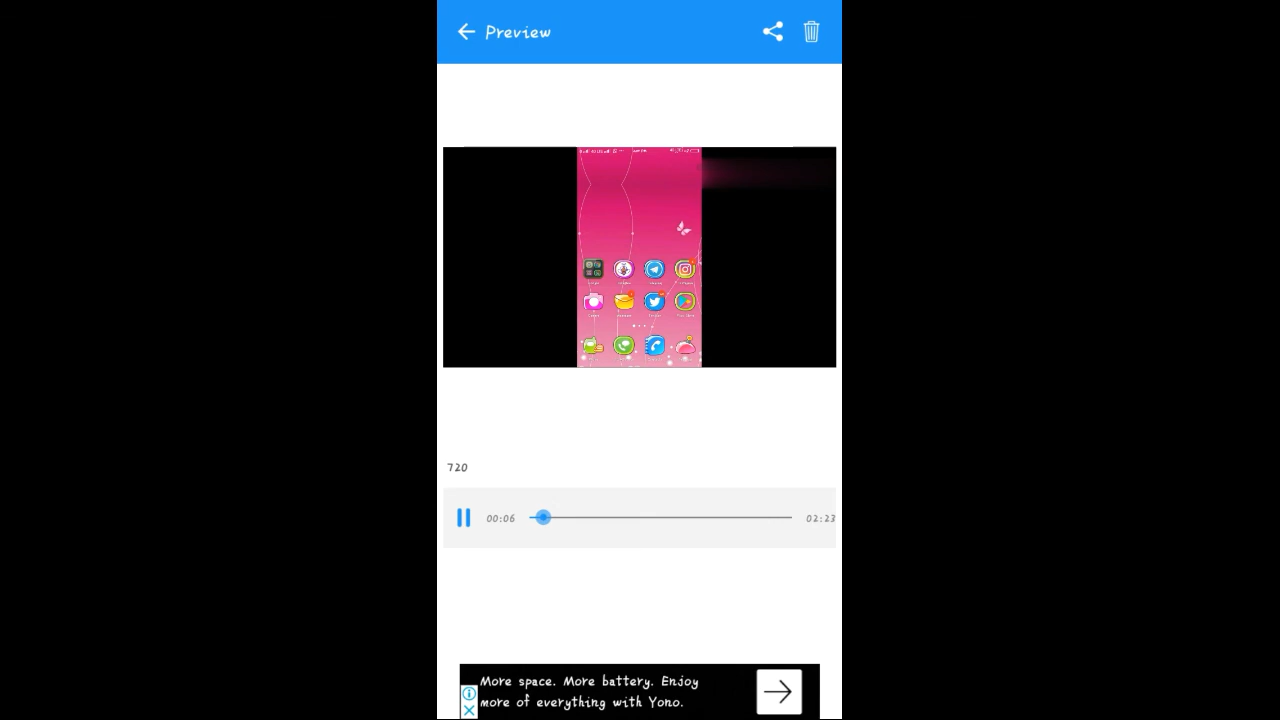 Preview
720
00:06
02:23
More space. More battery. Enjoy
more of everything with Yono.